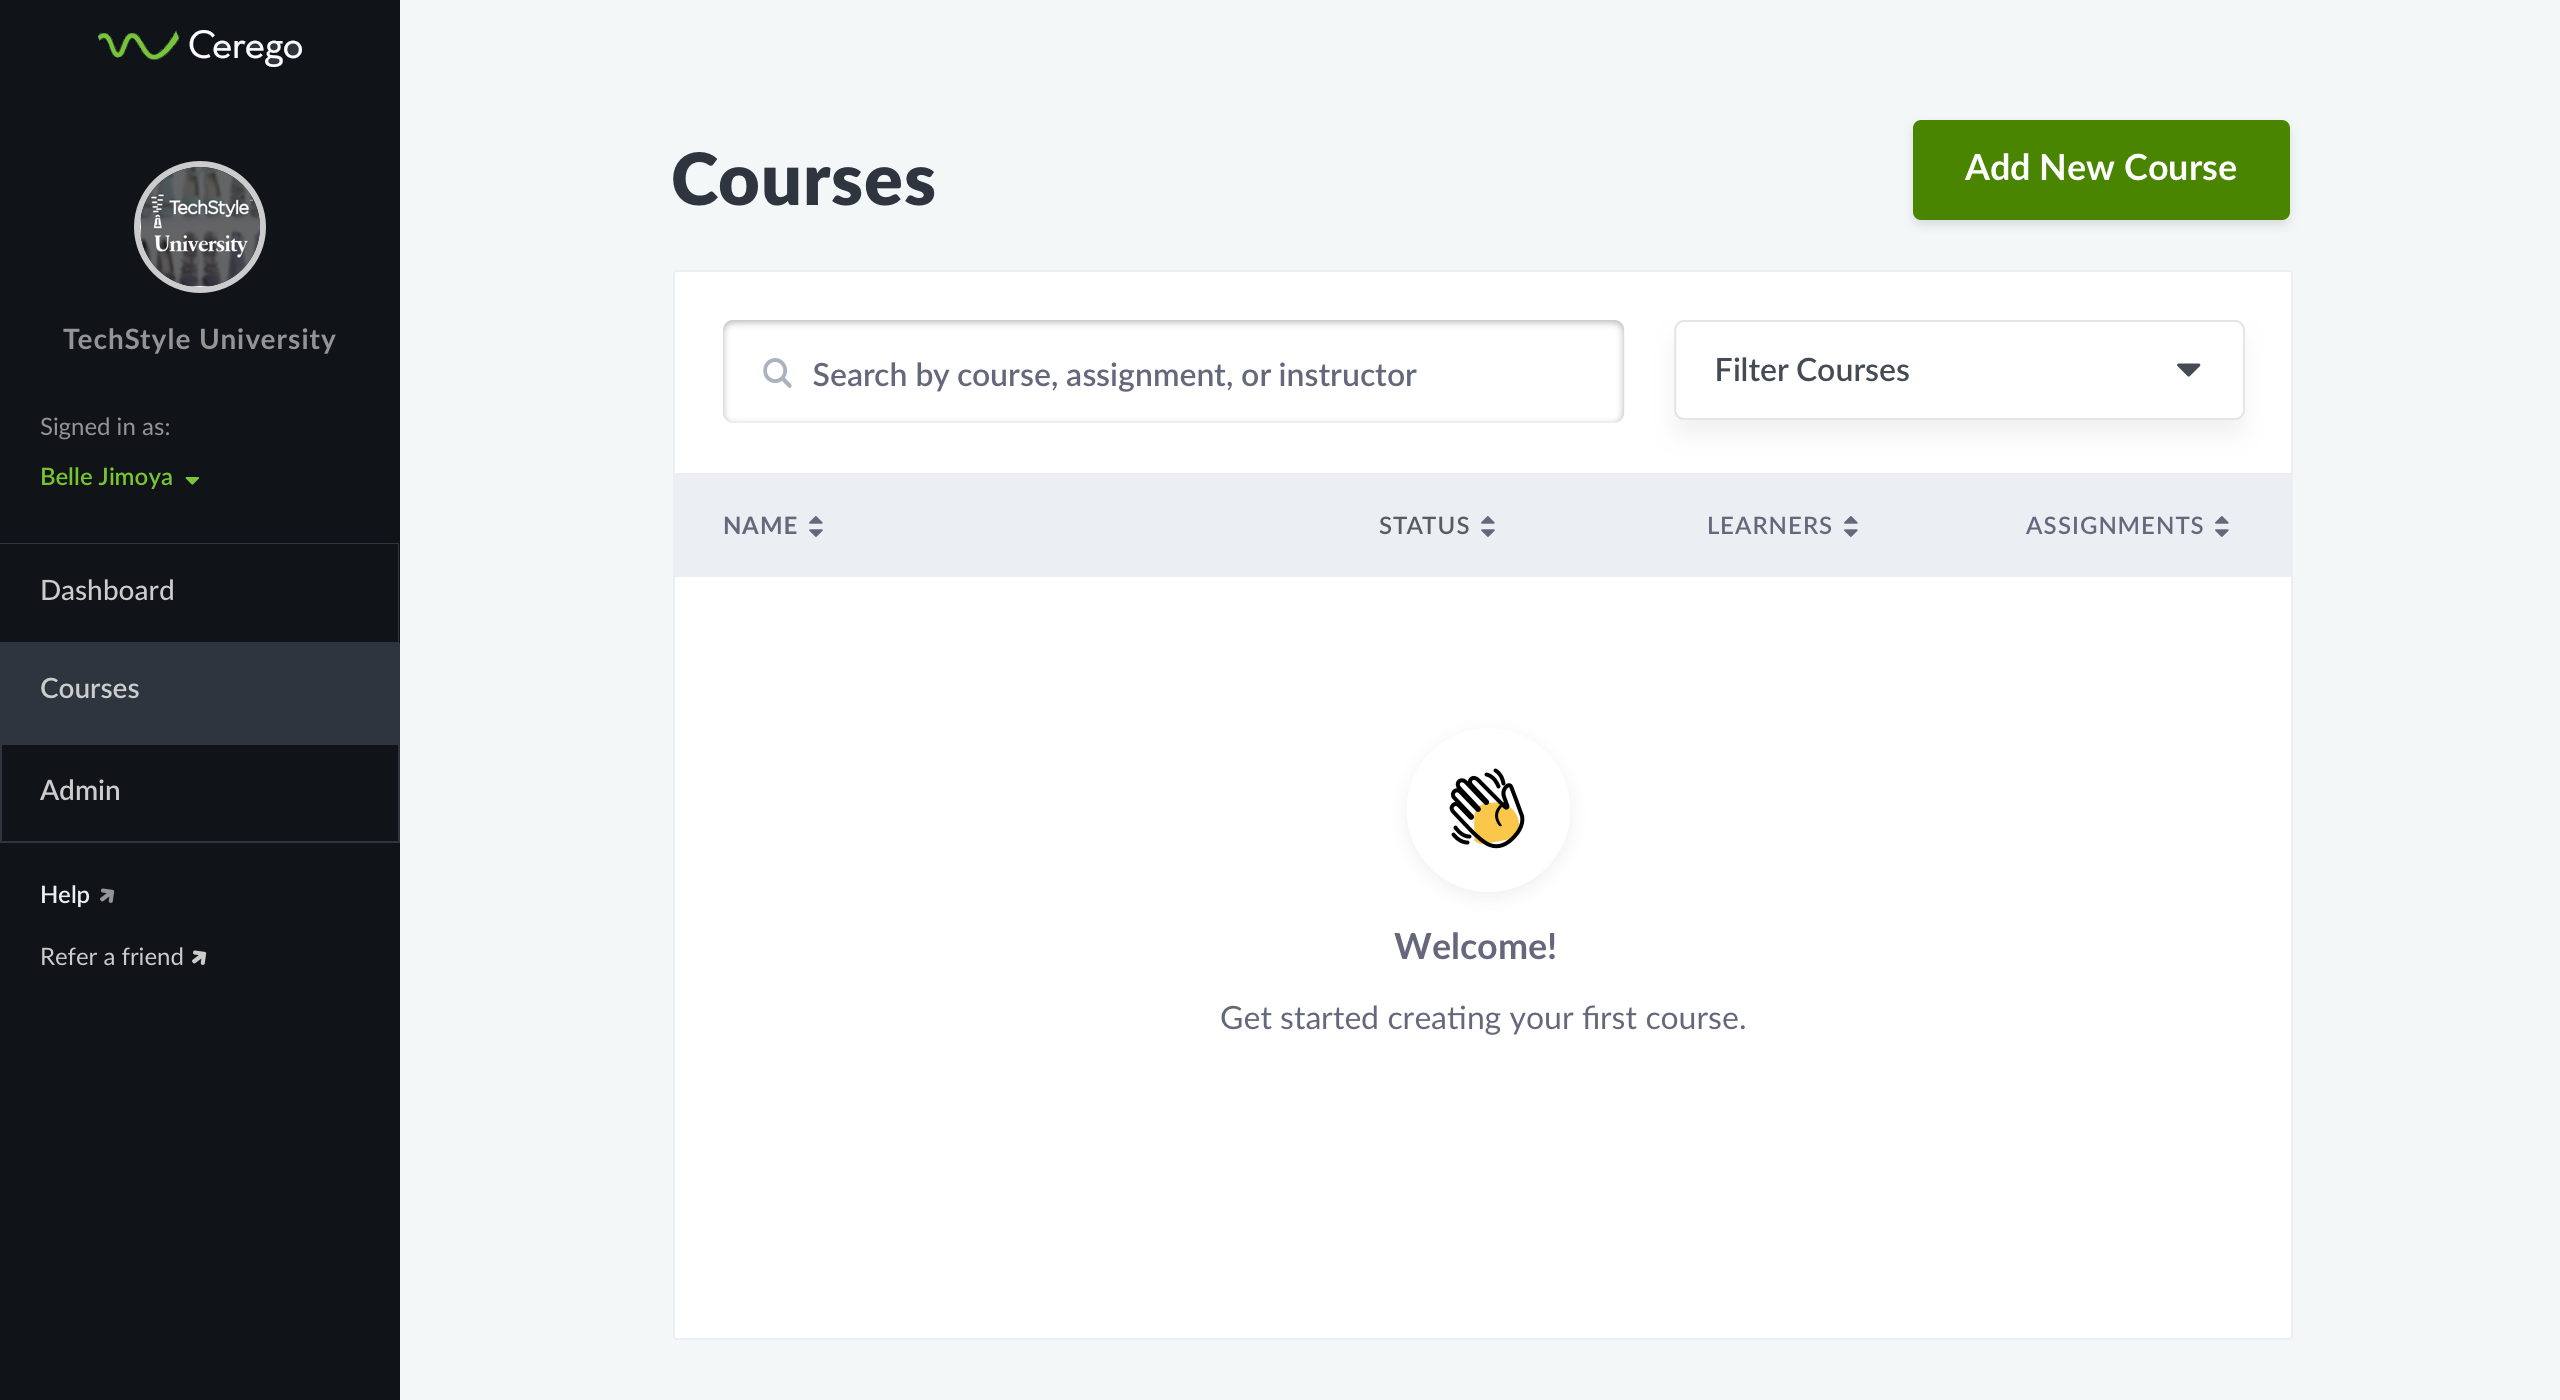 Cerego
TechStyle
University
TechStyle University
Signed in as:
Belle Jimoya
Dashboard
Courses
Admin
Help
Refer a friend
Courses
Add New Course
Search by course, assignment, or instructor
Filter Courses
NAME STATUS LEARNERS ASSIGNMENTS
Welcome!
Get started creating your first course.